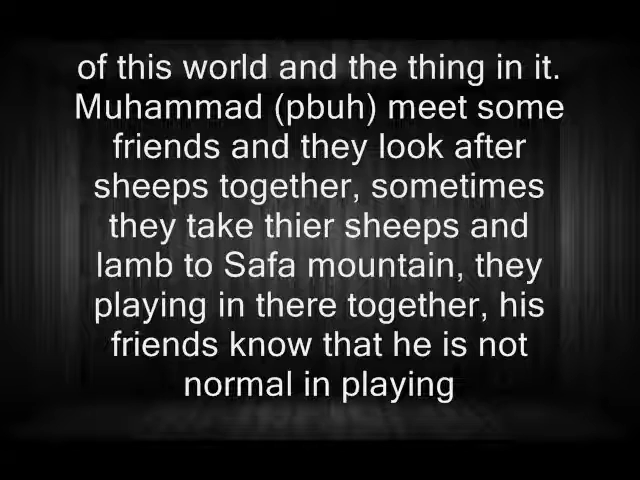 of this world and the thing in it.
Muhammad (pbuh) meet some
friends and they look after
sheeps together, sometimes
they take thier sheeps and
lamb to Safa mountain, they
playing in there together, his
friends know that he is not
normal in playing